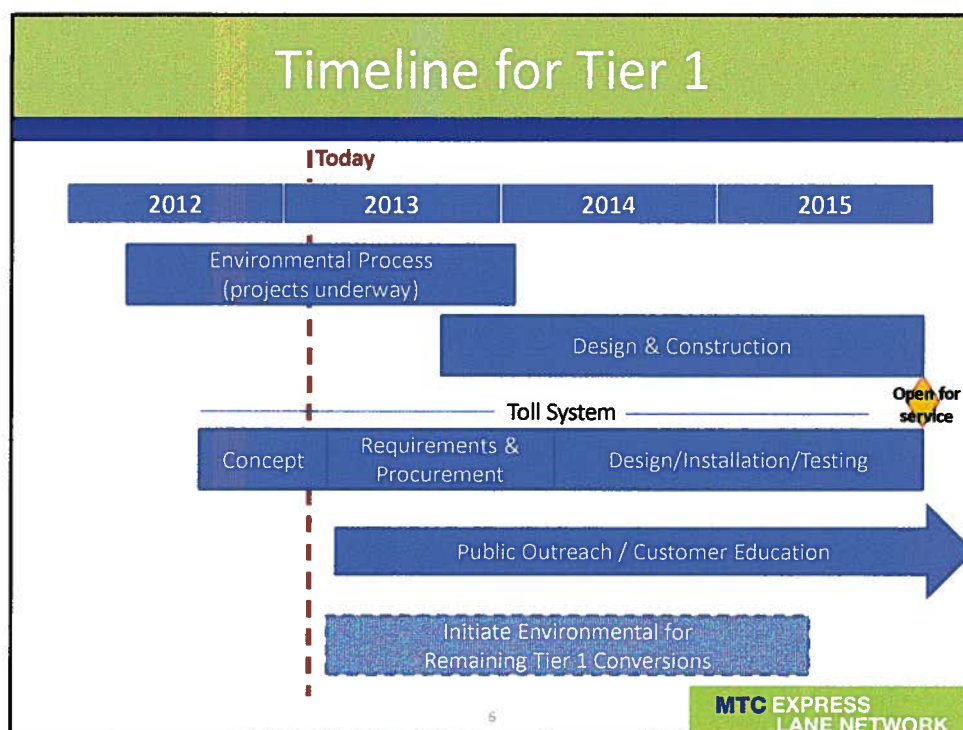 Timeline for Tier 1
Today
2012
2013
2014
2015
Environmental Process
(projects underway)
Design & Construction
Open for
service
Toll System
Concept
Requirements &
Procurement
Design/Installation/Testing
Public Outreach / Customer Education
Initiate Environmental for
Remaining Tier 1 Conversions
6
MTC EXPRESS
LANE NETWORK